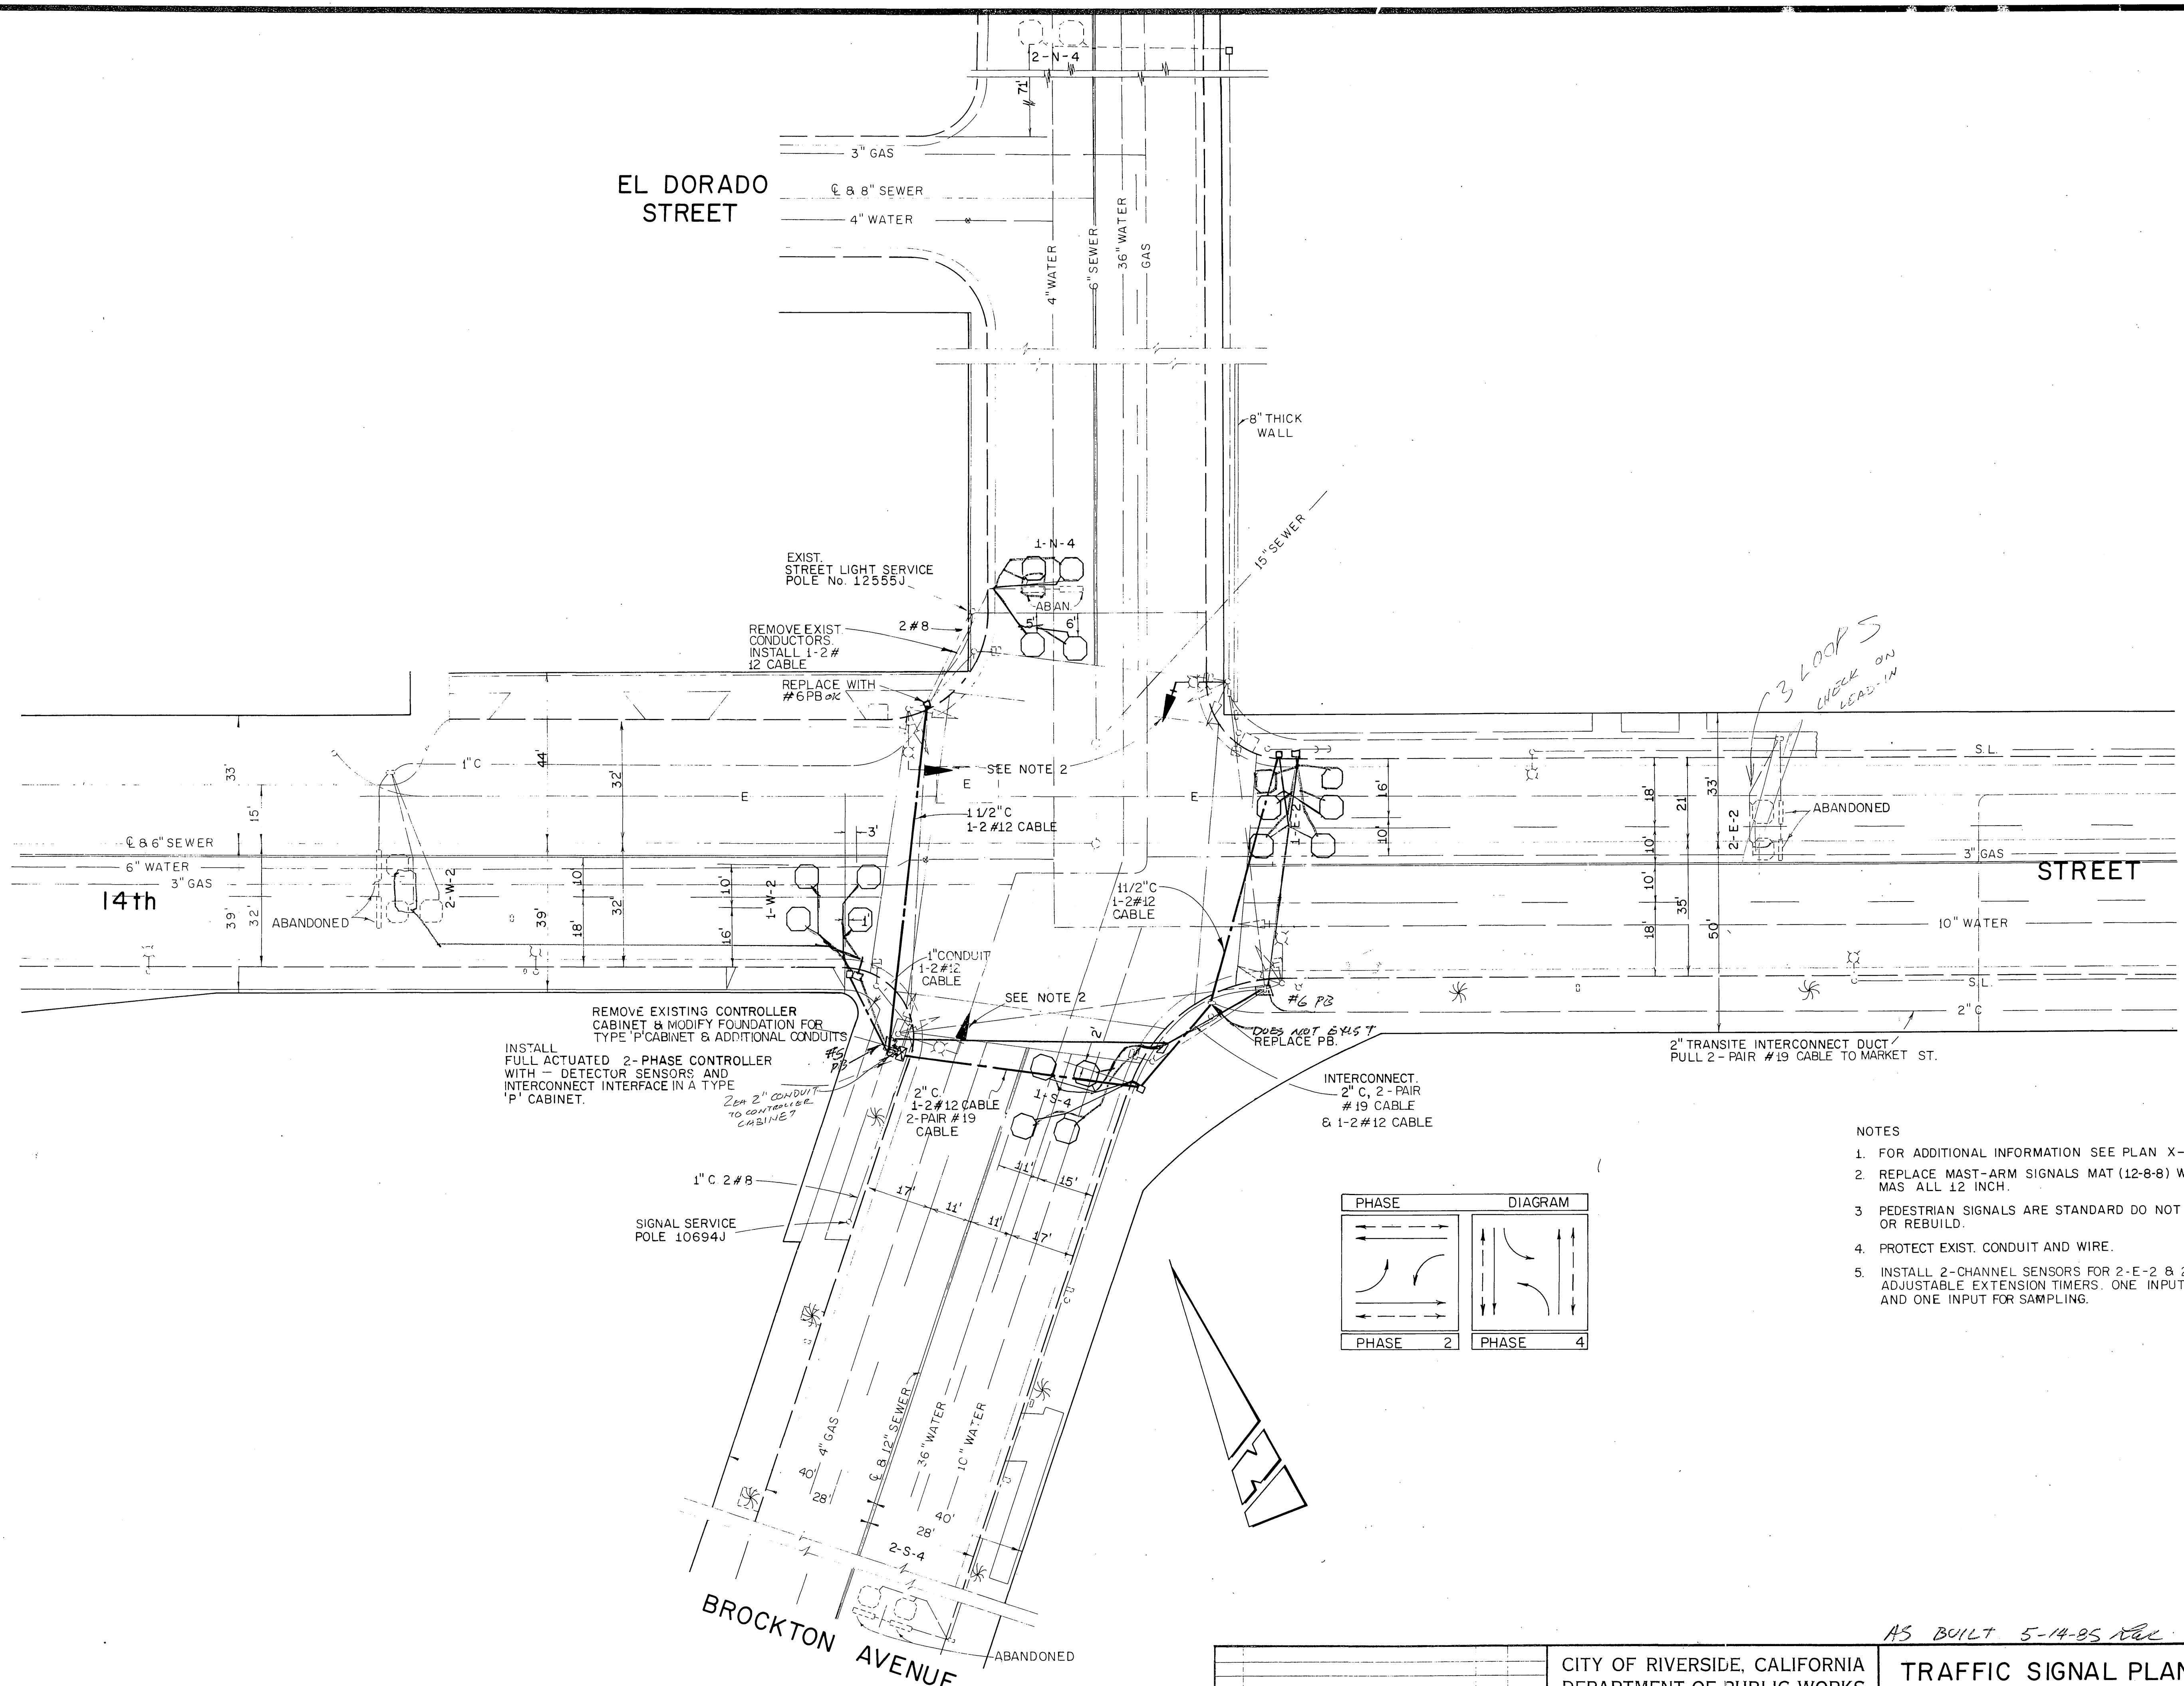 2-N-4
71'
3" GAS
EL DORADO
STREET
℄ & 8" SEWER
4" WATER
4" WATER
6" SEWER
36" WATER
GAS
8" THICK
WALL
15" SEWER
1-N-4
EXIST.
STREET LIGHT SERVICE
POLE No. 12555J
ABAN.
5'
6'
2 #8
REMOVE EXIST.
CONDUCTORS.
INSTALL 1-2 #
12 CABLE
REPLACE WITH
#6 PB OK
3 LOOPS
CHECK ON
LEAD-IN
33'
15'
1" C
44'
32'
E
SEE NOTE 2
E
E
1 1/2" C
1-2 #12 CABLE
3'
1-E-2
16'
10'
18'
21
33'
2-E-2
ABANDONED
S.L.
℄ & 6" SEWER
6" WATER
3" GAS
14th
39'
32'
ABANDONED
2-W-2
39'
10'
18'
32'
10'
16'
1-W-2
1'
1 1/2" C
1-2 #12
CABLE
10'
10'
18'
35'
50'
3" GAS
STREET
10" WATER
S.L.
2" C
1" CONDUIT
1-2 #12
CABLE
SEE NOTE 2
#6 PB
DOES NOT EXIST
REPLACE PB.
2'
REMOVE EXISTING CONTROLLER
CABINET & MODIFY FOUNDATION FOR
TYPE 'P' CABINET & ADDITIONAL CONDUITS
INSTALL
FULL ACTUATED 2-PHASE CONTROLLER
WITH — DETECTOR SENSORS AND
INTERCONNECT INTERFACE IN A TYPE
'P' CABINET.
#5
PB
2 EA 2" CONDUIT
TO CONTROLLER
CABINET
2" C.
1-2 #12 CABLE
2-PAIR #19
CABLE
1-S-4
2" TRANSITE INTERCONNECT DUCT
PULL 2-PAIR #19 CABLE TO MARKET ST.
INTERCONNECT.
2" C, 2-PAIR
#19 CABLE
& 1-2 #12 CABLE
1" C 2 #8
SIGNAL SERVICE
POLE 10694J
11'
15'
17'
11'
11'
17'
PHASE DIAGRAM
PHASE 2
PHASE 4
NOTES
1. FOR ADDITIONAL INFORMATION SEE PLAN X-
2. REPLACE MAST-ARM SIGNALS MAT (12-8-8) W
MAS ALL 12 INCH.
3 PEDESTRIAN SIGNALS ARE STANDARD DO NOT
OR REBUILD.
4. PROTECT EXIST. CONDUIT AND WIRE.
5. INSTALL 2-CHANNEL SENSORS FOR 2-E-2 & 2
ADJUSTABLE EXTENSION TIMERS. ONE INPUT
AND ONE INPUT FOR SAMPLING.
4" GAS
℄ & 12" SEWER
36" WATER
10" WATER
40'
28'
40'
28'
2-S-4
N
BROCKTON AVENUE
ABANDONED
AS BUILT 5-14-85
CITY OF RIVERSIDE, CALIFORNIA
DEPARTMENT OF PUBLIC WORKS
TRAFFIC SIGNAL PLAN